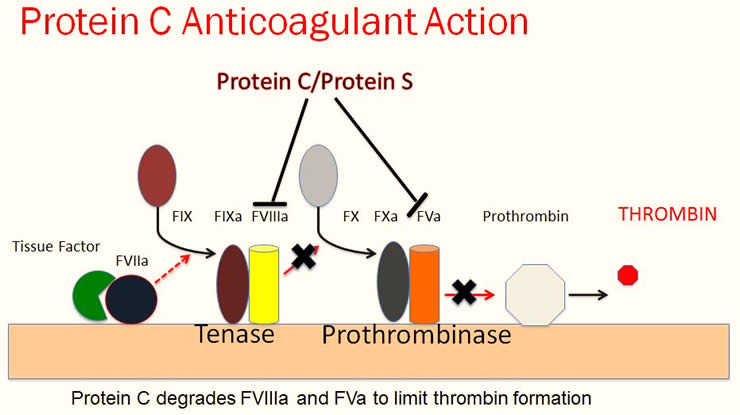 Protein C Anticoagulant Action
Protein C/Protein S
FIX FIXa FVIIIa FX FXa FVa Prothrombin THROMBIN
Tissue Factor
FVIIa
Tenase Prothrombinase
Protein C degrades FVIIIa and FVa to limit thrombin formation